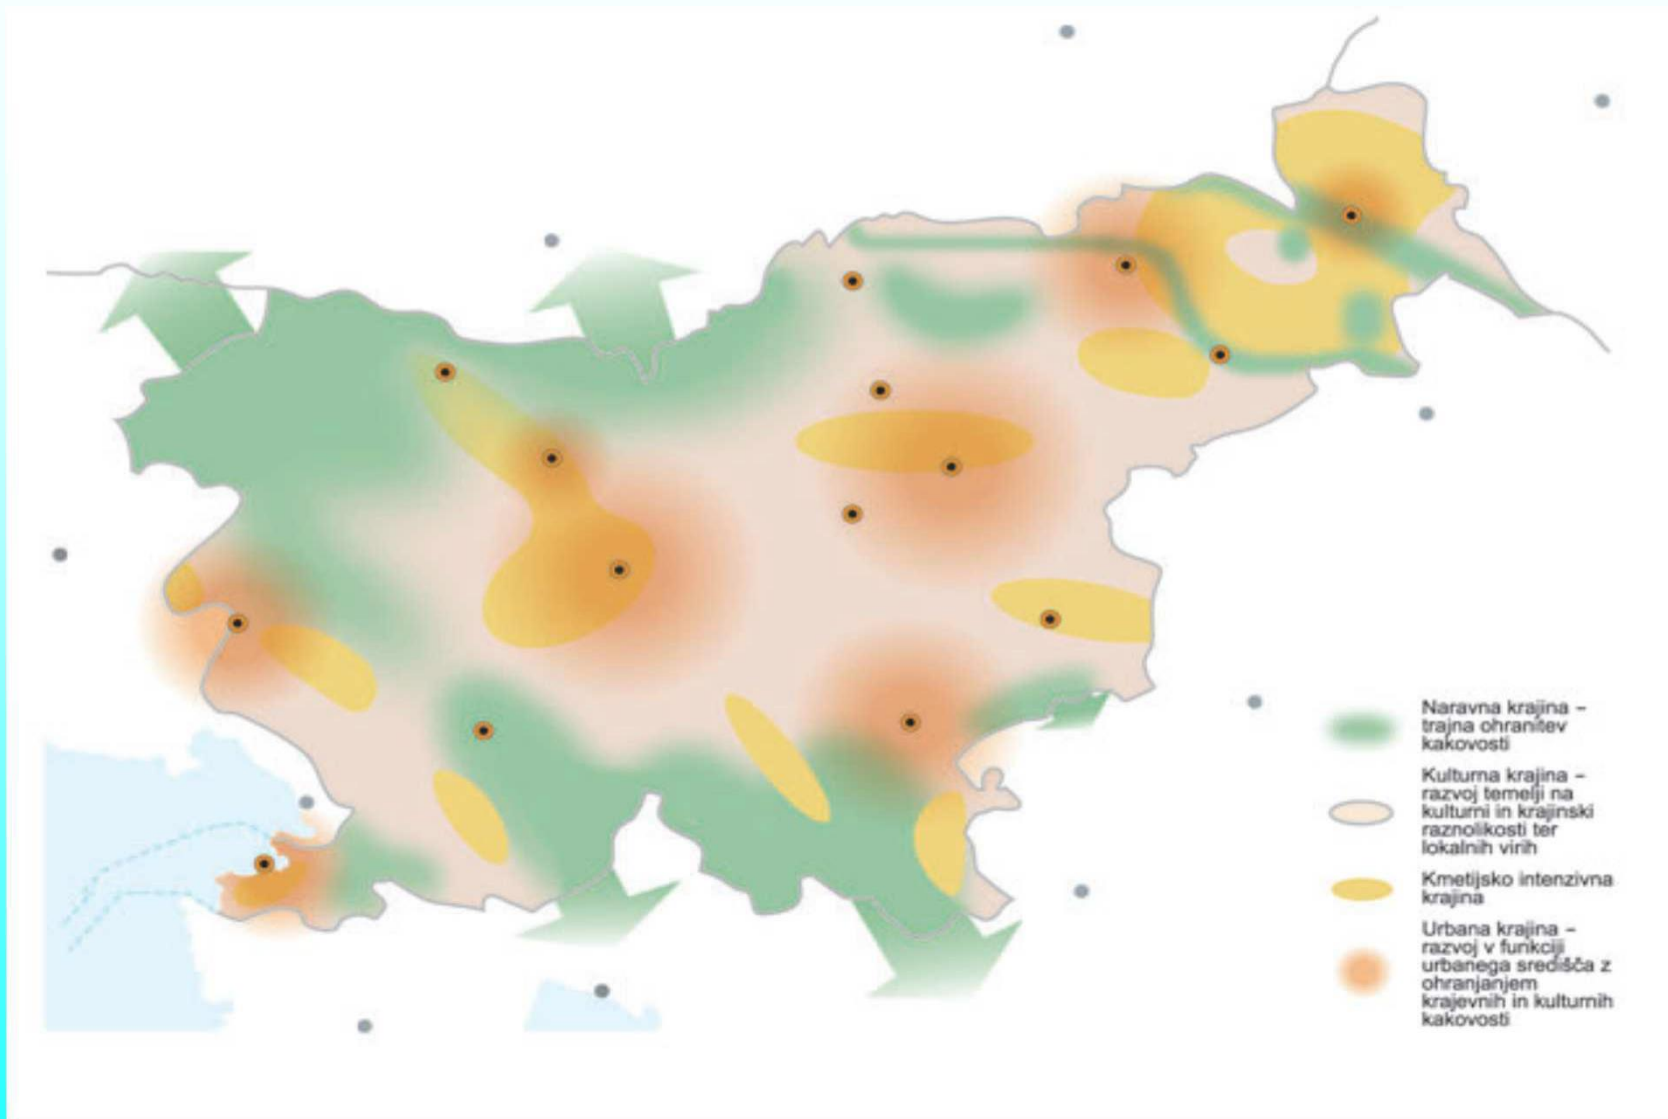 Naravna krajina –
trajna ohranitev
kakovosti
Kulturna krajina –
razvoj temelji na
kulturni in krajinski
raznolikosti ter
lokalnih virih
Kmetijsko intenzivna
krajina
Urbana krajina –
razvoj v funkciji
urbanega središča z
ohranjanjem
krajevnih in kulturnih
kakovosti